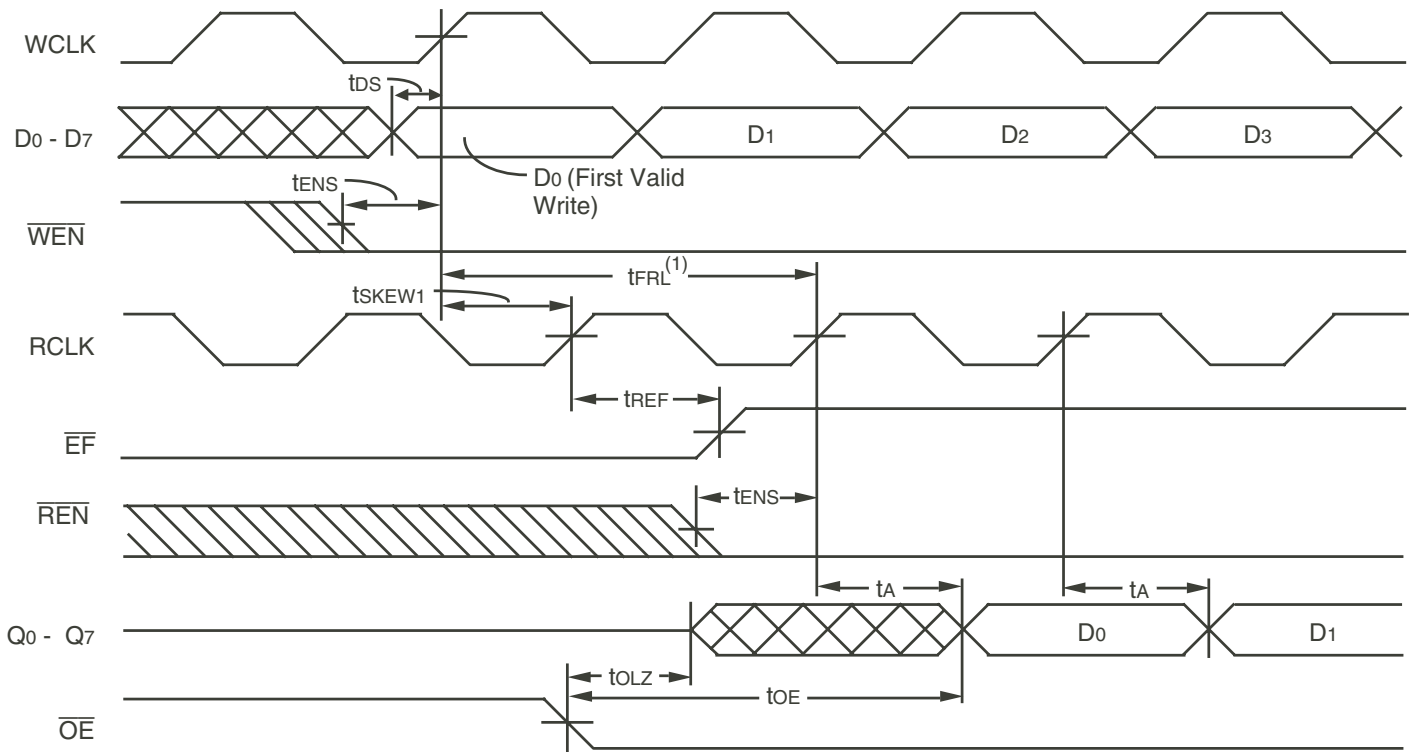 WCLK
tDS
D0 - D7
D1
D2
D3
D0 (First Valid
Write)
tENS
WEN
tFRL(1)
tSKEW1
RCLK
tREF
EF
tENS
REN
tA
tA
Q0 - Q7
D0
D1
tOLZ
tOE
OE